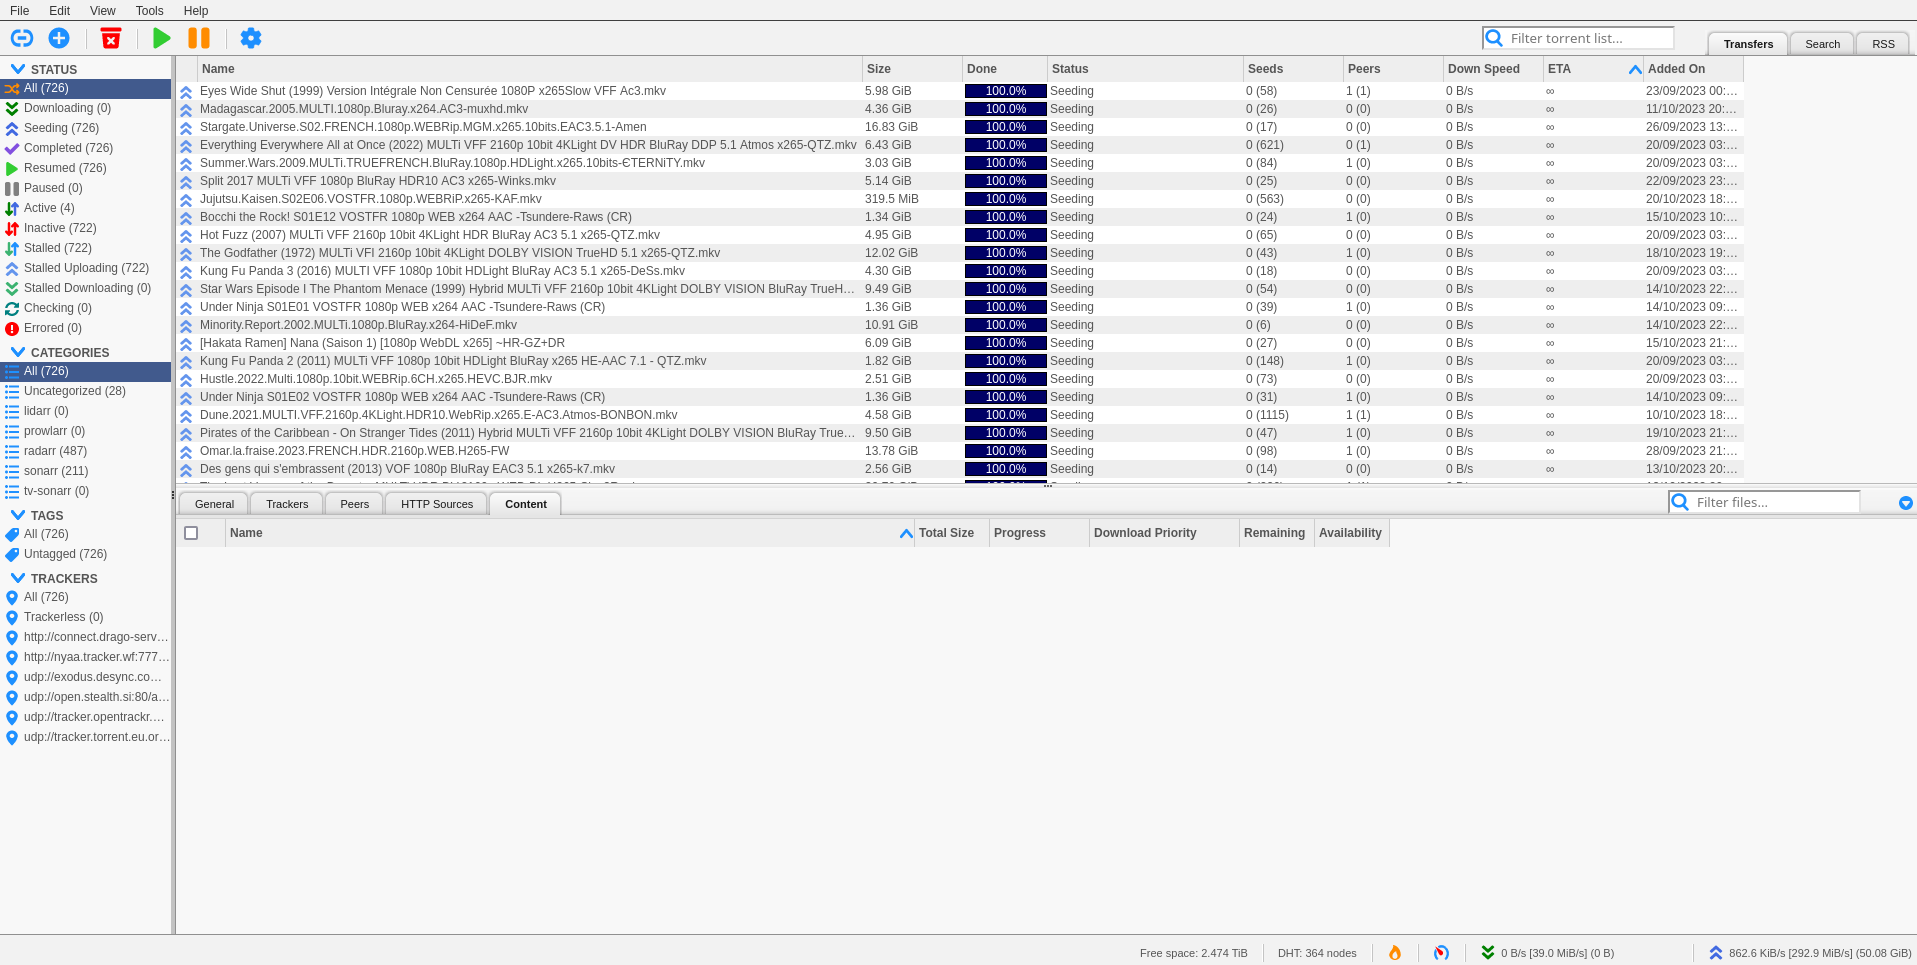 File Edit View Tools Help
Filter torrent list...
Transfers Search RSS
STATUS
All (726)
Downloading (0)
Seeding (726)
Completed (726)
Resumed (726)
Paused (0)
Active (4)
Inactive (722)
Stalled (722)
Stalled Uploading (722)
Stalled Downloading (0)
Checking (0)
Errored (0)
CATEGORIES
All (726)
Uncategorized (28)
lidarr (0)
prowlarr (0)
radarr (487)
sonarr (211)
tv-sonarr (0)
TAGS
All (726)
Untagged (726)
TRACKERS
All (726)
Trackerless (0)
http://connect.drago-serv…
http://nyaa.tracker.wf:777…
udp://exodus.desync.co…
udp://open.stealth.si:80/a…
udp://tracker.opentrackr.…
udp://tracker.torrent.eu.or…
Name Size Done Status Seeds Peers Down Speed ETA Added On
Eyes Wide Shut (1999) Version Intégrale Non Censurée 1080P x265Slow VFF Ac3.mkv 5.98 GiB 100.0% Seeding 0 (58) 1 (1) 0 B/s ∞ 23/09/2023 00:…
Madagascar.2005.MULTI.1080p.Bluray.x264.AC3-muxhd.mkv 4.36 GiB 100.0% Seeding 0 (26) 0 (0) 0 B/s ∞ 11/10/2023 20:…
Stargate.Universe.S02.FRENCH.1080p.WEBRip.MGM.x265.10bits.EAC3.5.1-Amen 16.83 GiB 100.0% Seeding 0 (17) 0 (0) 0 B/s ∞ 26/09/2023 13:…
Everything Everywhere All at Once (2022) MULTi VFF 2160p 10bit 4KLight DV HDR BluRay DDP 5.1 Atmos x265-QTZ.mkv 6.43 GiB 100.0% Seeding 0 (621) 0 (1) 0 B/s ∞ 20/09/2023 03:…
Summer.Wars.2009.MULTi.TRUEFRENCH.BluRay.1080p.HDLight.x265.10bits-ЄTERNiTY.mkv 3.03 GiB 100.0% Seeding 0 (84) 1 (0) 0 B/s ∞ 20/09/2023 03:…
Split 2017 MULTi VFF 1080p BluRay HDR10 AC3 x265-Winks.mkv 5.14 GiB 100.0% Seeding 0 (25) 0 (0) 0 B/s ∞ 22/09/2023 23:…
Jujutsu.Kaisen.S02E06.VOSTFR.1080p.WEBRiP.x265-KAF.mkv 319.5 MiB 100.0% Seeding 0 (563) 0 (0) 0 B/s ∞ 20/10/2023 18:…
Bocchi the Rock! S01E12 VOSTFR 1080p WEB x264 AAC -Tsundere-Raws (CR) 1.34 GiB 100.0% Seeding 0 (24) 1 (0) 0 B/s ∞ 15/10/2023 10:…
Hot Fuzz (2007) MULTi VFF 2160p 10bit 4KLight HDR BluRay AC3 5.1 x265-QTZ.mkv 4.95 GiB 100.0% Seeding 0 (65) 0 (0) 0 B/s ∞ 20/09/2023 03:…
The Godfather (1972) MULTi VFI 2160p 10bit 4KLight DOLBY VISION TrueHD 5.1 x265-QTZ.mkv 12.02 GiB 100.0% Seeding 0 (43) 1 (0) 0 B/s ∞ 18/10/2023 19:…
Kung Fu Panda 3 (2016) MULTI VFF 1080p 10bit HDLight BluRay AC3 5.1 x265-DeSs.mkv 4.30 GiB 100.0% Seeding 0 (18) 0 (0) 0 B/s ∞ 20/09/2023 03:…
Star Wars Episode I The Phantom Menace (1999) Hybrid MULTi VFF 2160p 10bit 4KLight DOLBY VISION BluRay TrueH… 9.49 GiB 100.0% Seeding 0 (54) 0 (0) 0 B/s ∞ 14/10/2023 22:…
Under Ninja S01E01 VOSTFR 1080p WEB x264 AAC -Tsundere-Raws (CR) 1.36 GiB 100.0% Seeding 0 (39) 1 (0) 0 B/s ∞ 14/10/2023 09:…
Minority.Report.2002.MULTi.1080p.BluRay.x264-HiDeF.mkv 10.91 GiB 100.0% Seeding 0 (6) 0 (0) 0 B/s ∞ 14/10/2023 22:…
[Hakata Ramen] Nana (Saison 1) [1080p WebDL x265] ~HR-GZ+DR 6.09 GiB 100.0% Seeding 0 (27) 0 (0) 0 B/s ∞ 15/10/2023 21:…
Kung Fu Panda 2 (2011) MULTi VFF 1080p 10bit HDLight BluRay x265 HE-AAC 7.1 - QTZ.mkv 1.82 GiB 100.0% Seeding 0 (148) 1 (0) 0 B/s ∞ 20/09/2023 03:…
Hustle.2022.Multi.1080p.10bit.WEBRip.6CH.x265.HEVC.BJR.mkv 2.51 GiB 100.0% Seeding 0 (73) 0 (0) 0 B/s ∞ 20/09/2023 03:…
Under Ninja S01E02 VOSTFR 1080p WEB x264 AAC -Tsundere-Raws (CR) 1.36 GiB 100.0% Seeding 0 (31) 1 (0) 0 B/s ∞ 14/10/2023 09:…
Dune.2021.MULTI.VFF.2160p.4KLight.HDR10.WebRip.x265.E-AC3.Atmos-BONBON.mkv 4.58 GiB 100.0% Seeding 0 (1115) 1 (1) 0 B/s ∞ 10/10/2023 18:…
Pirates of the Caribbean - On Stranger Tides (2011) Hybrid MULTi VFF 2160p 10bit 4KLight DOLBY VISION BluRay True… 9.50 GiB 100.0% Seeding 0 (47) 1 (0) 0 B/s ∞ 19/10/2023 21:…
Omar.la.fraise.2023.FRENCH.HDR.2160p.WEB.H265-FW 13.78 GiB 100.0% Seeding 0 (98) 1 (0) 0 B/s ∞ 28/09/2023 21:…
Des gens qui s'embrassent (2013) VOF 1080p BluRay EAC3 5.1 x265-k7.mkv 2.56 GiB 100.0% Seeding 0 (14) 0 (0) 0 B/s ∞ 13/10/2023 20:…
General Trackers Peers HTTP Sources Content
Filter files...
Name Total Size Progress Download Priority Remaining Availability
Free space: 2.474 TiB DHT: 364 nodes 0 B/s [39.0 MiB/s] (0 B) 862.6 KiB/s [292.9 MiB/s] (50.08 GiB)